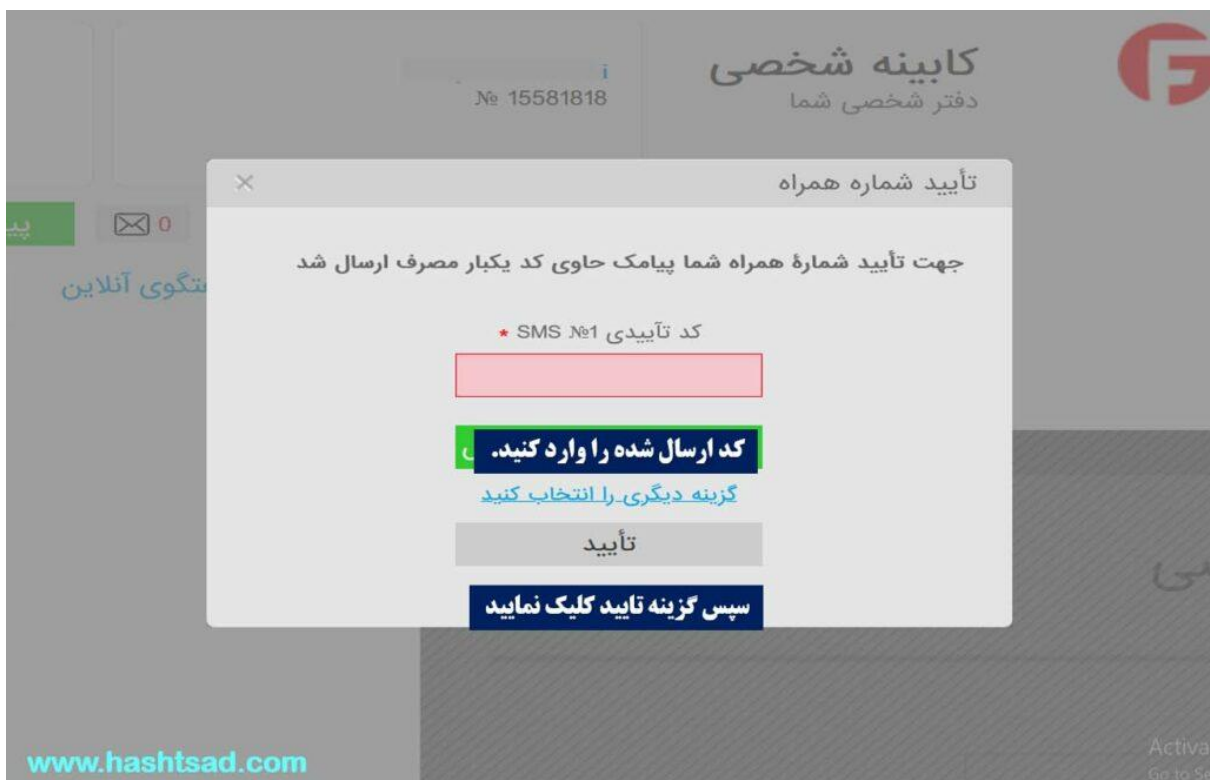 کابینه شخصی
دفتر شخصی شما
№ 15581818
تأیید شماره همراه
0
جهت تأیید شمارهٔ همراه شما پیامک حاوی کد یکبار مصرف ارسال شد
کد تآییدی SMS №1 *
کد ارسال شده را وارد کنید.
گزینه دیگری را انتخاب کنید
تأیید
سپس گزینه تایید کلیک نمایید
آنلاین
www.hashtsad.com